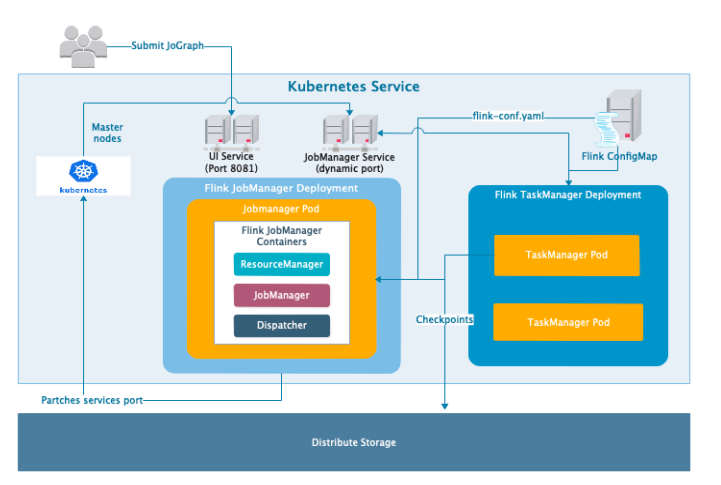 Submit JoGraph
Kubernetes Service
flink-conf.yaml
Master
nodes
UI Service
(Port 8081)
JobManager Service
(dynamic port)
Flink ConfigMap
kubernetes
Flink JobManager Deployment
Flink TaskManager Deployment
Jobmanager Pod
Flink JobManager
Containers
ResourceManager
JobManager
Dispatcher
TaskManager Pod
TaskManager Pod
Checkpoints
Partches services port
Distribute Storage